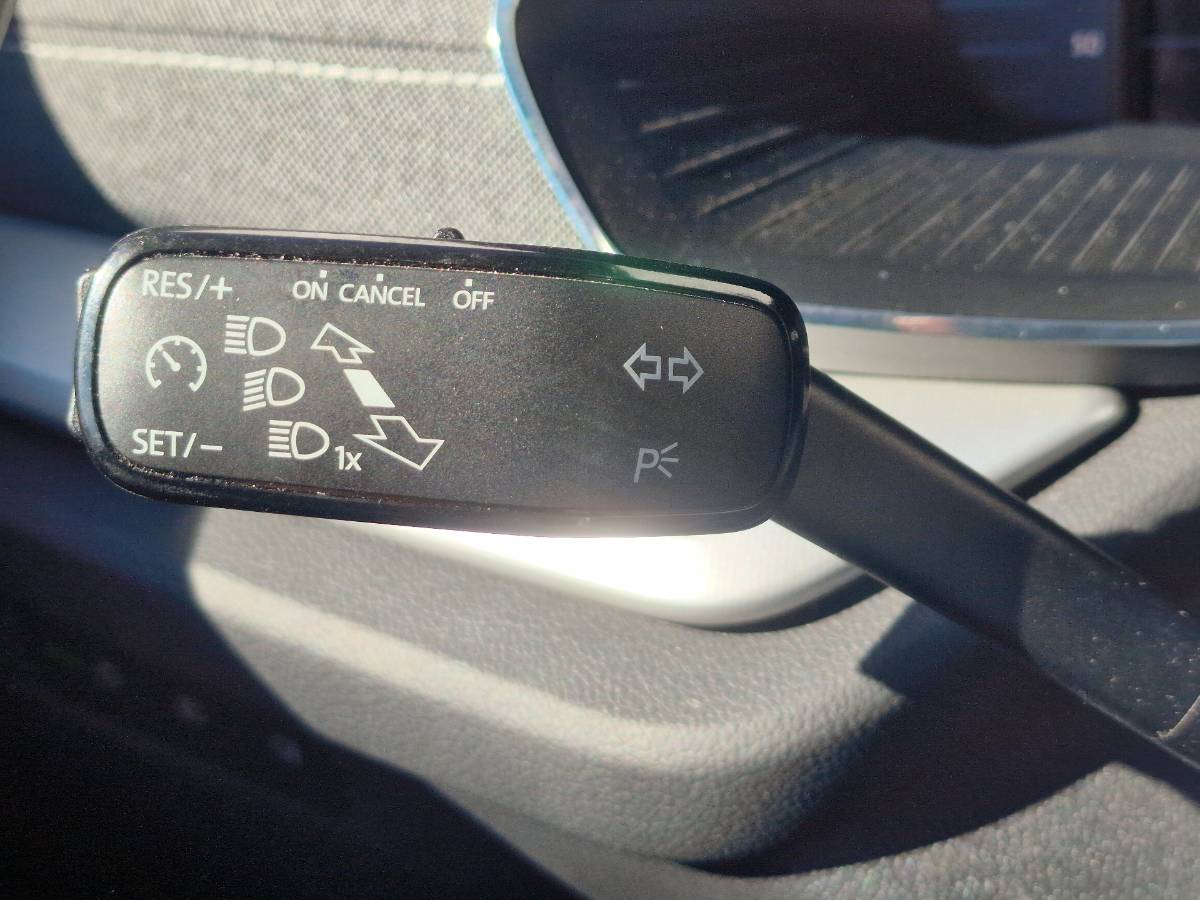 RES/+ ON CANCEL OFF
SET/− 1x
P